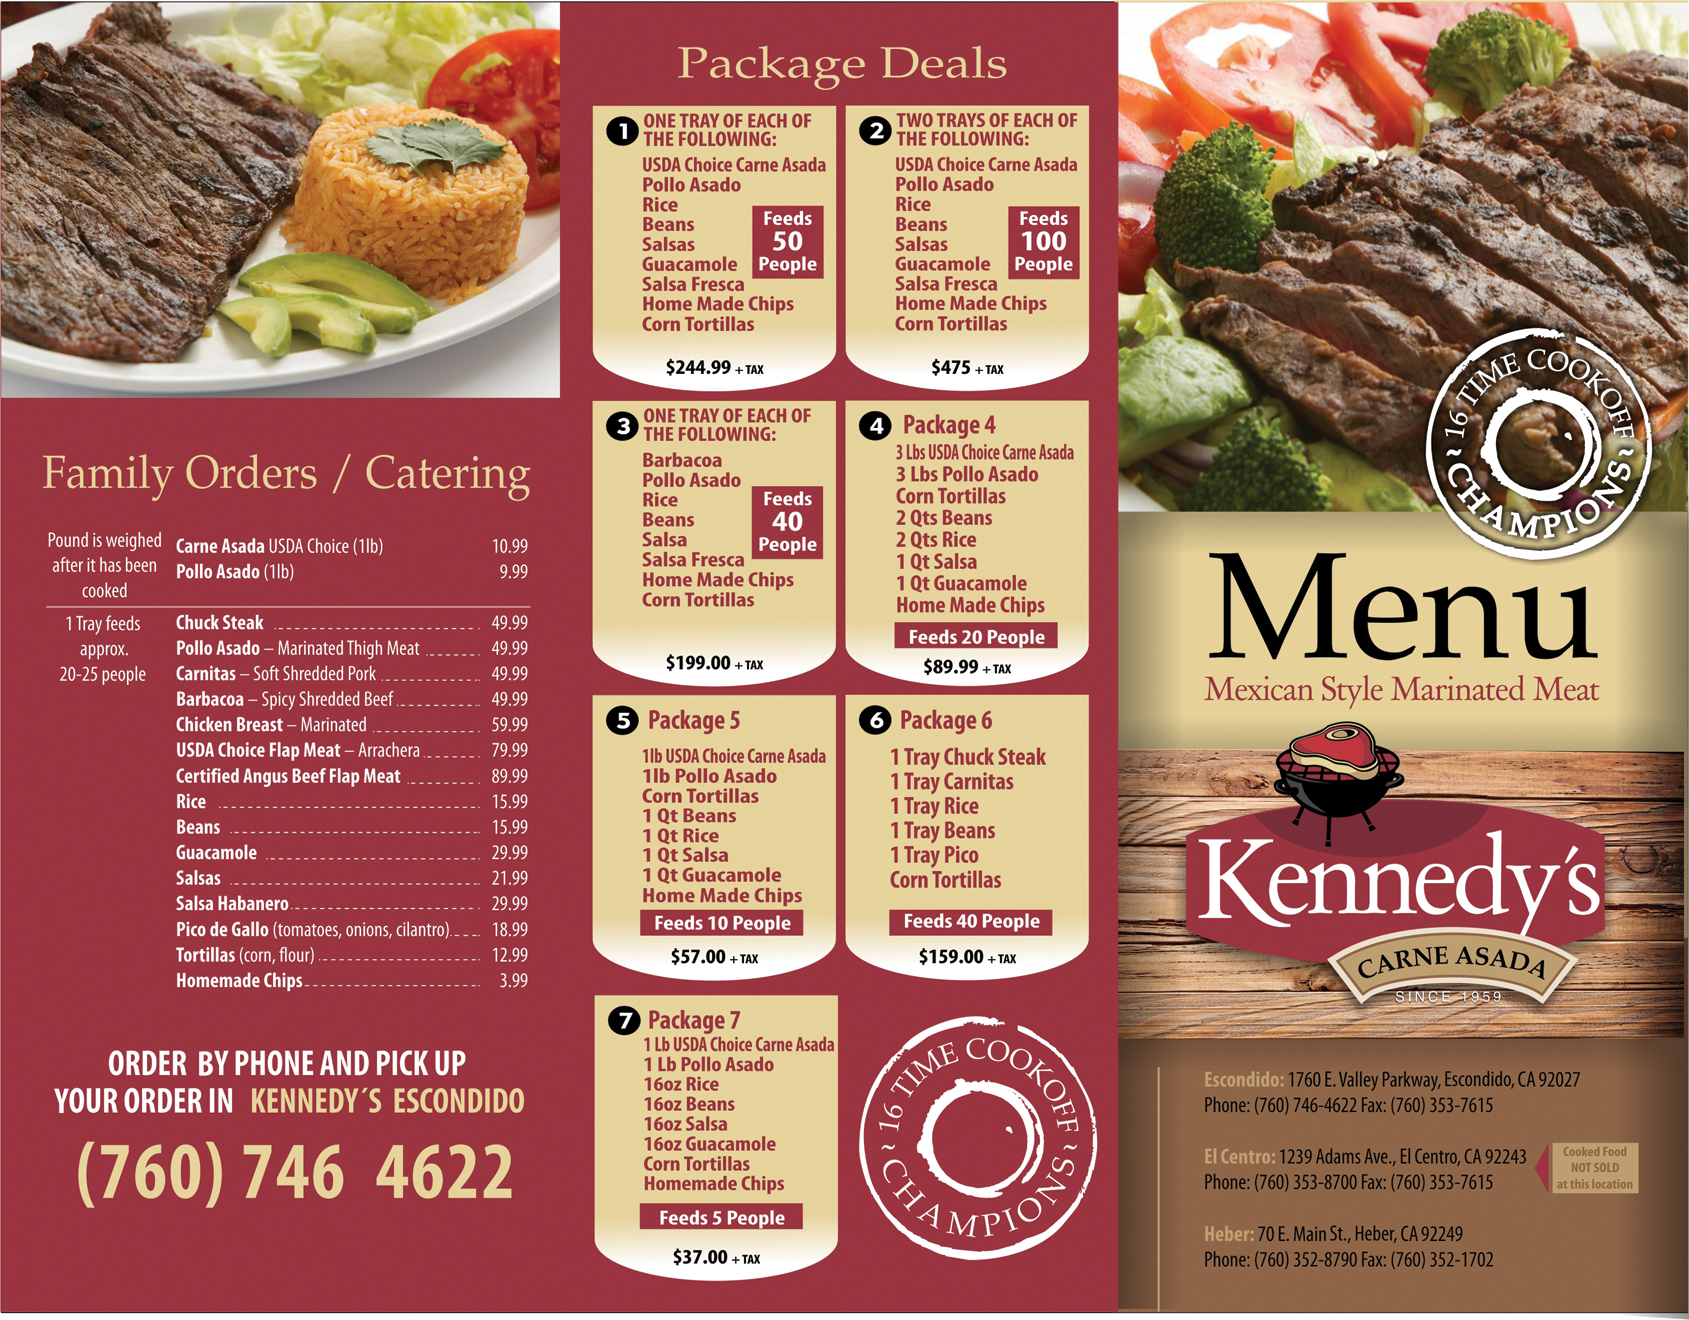 Family Orders / Catering
Pound is weighed
after it has been
cooked
Carne Asada USDA Choice (1lb) 10.99
Pollo Asado (1lb) 9.99
1 Tray feeds
approx.
20-25 people
Chuck Steak 49.99
Pollo Asado – Marinated Thigh Meat 49.99
Carnitas – Soft Shredded Pork 49.99
Barbacoa – Spicy Shredded Beef 49.99
Chicken Breast – Marinated 59.99
USDA Choice Flap Meat – Arrachera 79.99
Certified Angus Beef Flap Meat 89.99
Rice 15.99
Beans 15.99
Guacamole 29.99
Salsas 21.99
Salsa Habanero 29.99
Pico de Gallo (tomatoes, onions, cilantro) 18.99
Tortillas (corn, flour) 12.99
Homemade Chips 3.99
ORDER BY PHONE AND PICK UP
YOUR ORDER IN KENNEDY´S ESCONDIDO
(760) 746 4622
Package Deals
1 ONE TRAY OF EACH OF
THE FOLLOWING:
USDA Choice Carne Asada
Pollo Asado
Rice
Beans
Salsas
Guacamole
Salsa Fresca
Home Made Chips
Corn Tortillas
Feeds
50
People
$244.99 + TAX
2 TWO TRAYS OF EACH OF
THE FOLLOWING:
USDA Choice Carne Asada
Pollo Asado
Rice
Beans
Salsas
Guacamole
Salsa Fresca
Home Made Chips
Corn Tortillas
Feeds
100
People
$475 + TAX
3 ONE TRAY OF EACH OF
THE FOLLOWING:
Barbacoa
Pollo Asado
Rice
Beans
Salsa
Salsa Fresca
Home Made Chips
Corn Tortillas
Feeds
40
People
$199.00 + TAX
4 Package 4
3 Lbs USDA Choice Carne Asada
3 Lbs Pollo Asado
Corn Tortillas
2 Qts Beans
2 Qts Rice
1 Qt Salsa
1 Qt Guacamole
Home Made Chips
Feeds 20 People
$89.99 + TAX
5 Package 5
1lb USDA Choice Carne Asada
1lb Pollo Asado
Corn Tortillas
1 Qt Beans
1 Qt Rice
1 Qt Salsa
1 Qt Guacamole
Home Made Chips
Feeds 10 People
$57.00 + TAX
6 Package 6
1 Tray Chuck Steak
1 Tray Carnitas
1 Tray Rice
1 Tray Beans
1 Tray Pico
Corn Tortillas
Feeds 40 People
$159.00 + TAX
7 Package 7
1 Lb USDA Choice Carne Asada
1 Lb Pollo Asado
16oz Rice
16oz Beans
16oz Salsa
16oz Guacamole
Corn Tortillas
Homemade Chips
Feeds 5 People
$37.00 + TAX
~ 16 TIME COOKOFF ~
CHAMPIONS
~ 16 TIME COOKOFF ~
CHAMPIONS
Menu
Mexican Style Marinated Meat
Kennedy's
CARNE ASADA
SINCE 1959
Escondido: 1760 E. Valley Parkway, Escondido, CA 92027
Phone: (760) 746-4622 Fax: (760) 353-7615
El Centro: 1239 Adams Ave., El Centro, CA 92243
Phone: (760) 353-8700 Fax: (760) 353-7615
Cooked Food
NOT SOLD
at this location
Heber: 70 E. Main St., Heber, CA 92249
Phone: (760) 352-8790 Fax: (760) 352-1702